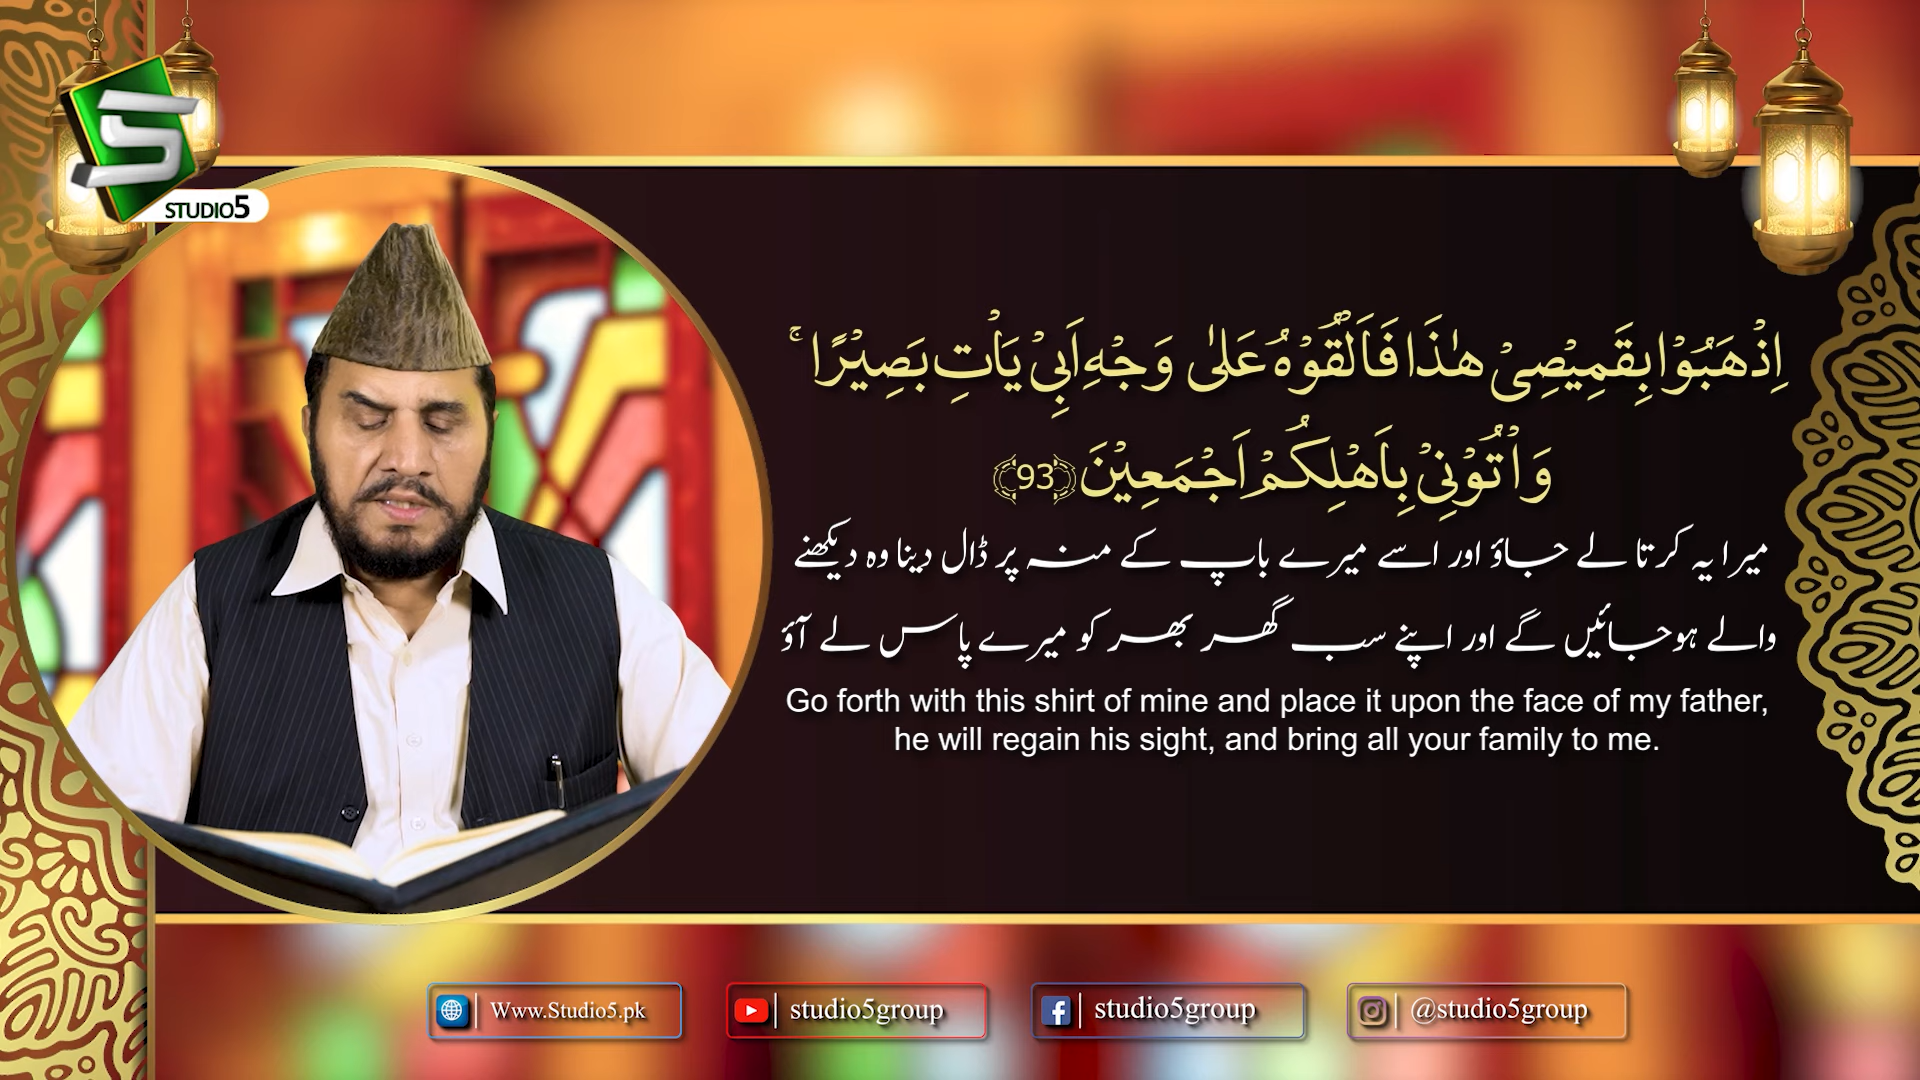 STUDIO5
اِذْهَبُوْا بِقَمِيْصِىْ هٰذَا فَاَلْقُوْهُ عَلٰى وَجْهِ اَبِىْ يَاْتِ بَصِيْرًا ۚ
وَاْتُوْنِىْ بِاَهْلِكُمْ اَجْمَعِيْنَ ﴿93﴾
میرا یہ کرتا لے جاؤ اور اسے میرے باپ کے منہ پر ڈال دینا وہ دیکھنے
والے ہوجائیں گے اور اپنے سب گھر بھر کو میرے پاس لے آؤ
Go forth with this shirt of mine and place it upon the face of my father,
he will regain his sight, and bring all your family to me.
Www.Studio5.pk
studio5group
studio5group
@studio5group